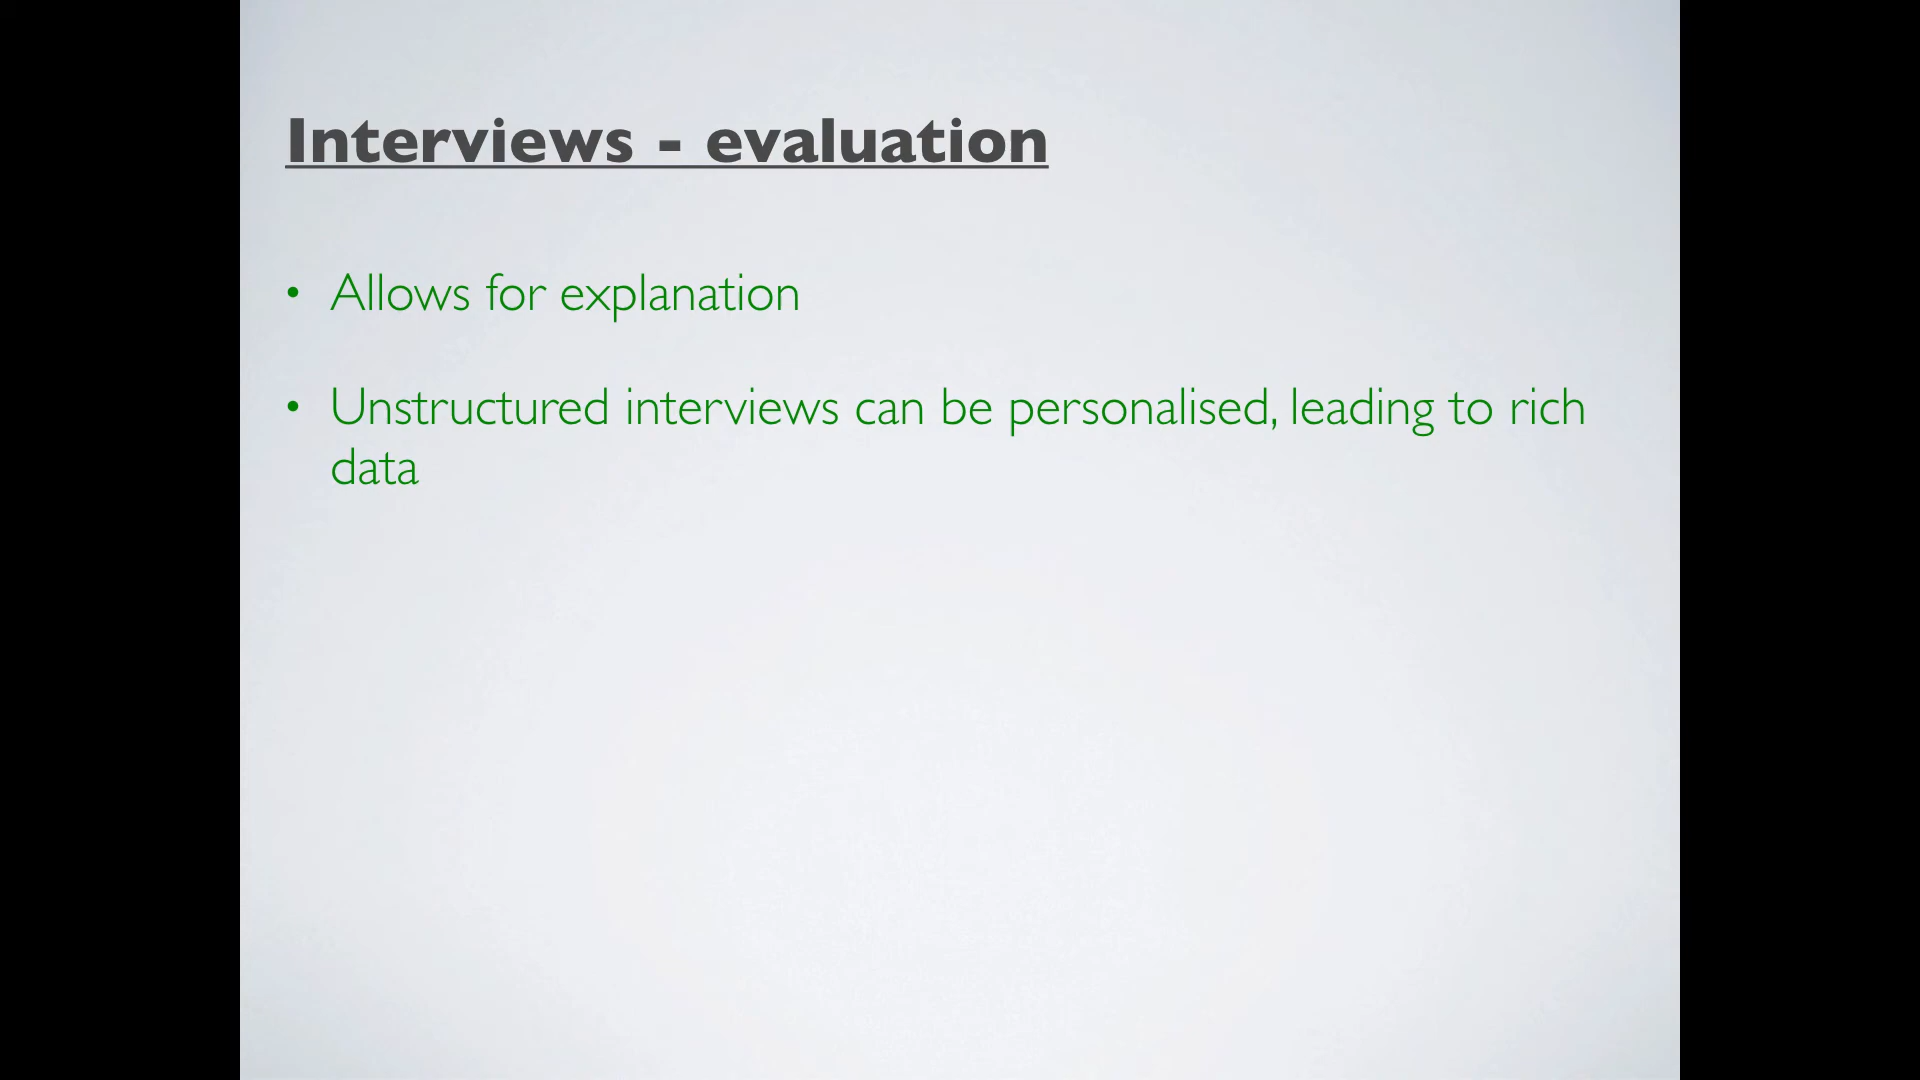 Interviews - evaluation
• Allows for explanation
• Unstructured interviews can be personalised, leading to rich
data